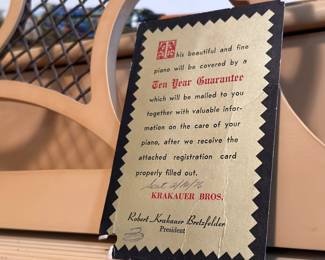 This beautiful and fine
piano will be covered by a
Ten Year Guarantee
which will be mailed to you
together with valuable infor-
mation on the care of your
piano, after we receive the
attached registration card
properly filled out.
KRAKAUER BROS.
Robert Krakauer Bretzfelder
President